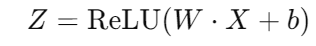 Z = ReLU(W · X + b)